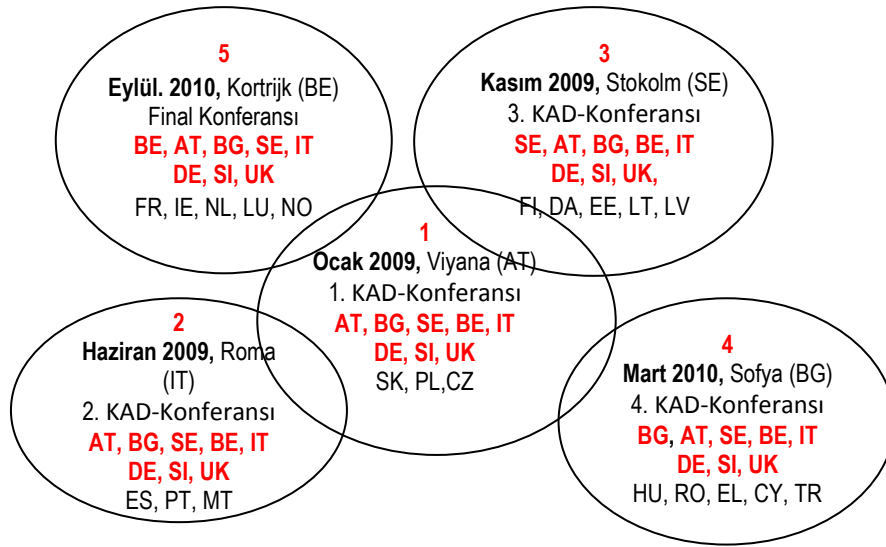 5
Eylül. 2010, Kortrijk (BE)
Final Konferansı
BE, AT, BG, SE, IT
DE, SI, UK
FR, IE, NL, LU, NO
3
Kasım 2009, Stokolm (SE)
3. KAD-Konferansı
SE, AT, BG, BE, IT
DE, SI, UK,
FI, DA, EE, LT, LV
1
Ocak 2009, Viyana (AT)
1. KAD-Konferansı
AT, BG, SE, BE, IT
DE, SI, UK
SK, PL,CZ
2
Haziran 2009, Roma
(IT)
2. KAD-Konferansı
AT, BG, SE, BE, IT
DE, SI, UK
ES, PT, MT
4
Mart 2010, Sofya (BG)
4. KAD-Konferansı
BG, AT, SE, BE, IT
DE, SI, UK
HU, RO, EL, CY, TR